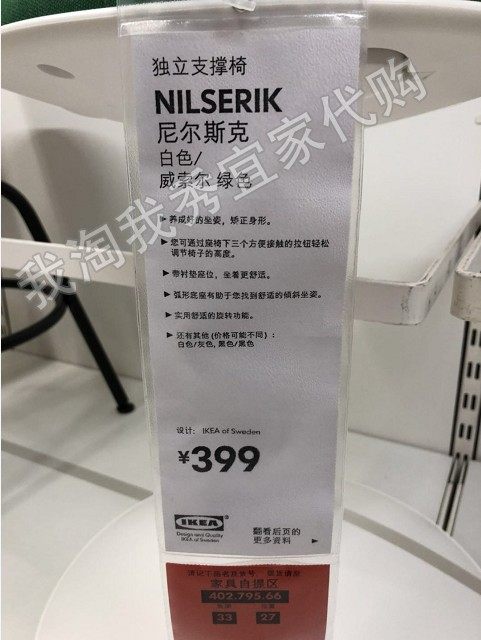 独立支撑椅
NILSERIK
尼尔斯克
白色/
威索尔 绿色
▶ 养成好的坐姿，矫正身形。
▶ 您可通过座椅下三个方便接触的拉钮轻松
调节椅子的高度。
▶ 带衬垫座位，坐着更舒适。
▶ 弧形底座有助于您找到舒适的倾斜坐姿。
▶ 实用舒适的旋转功能。
▶ 还有其他（价格可能不同）：
白色/灰色, 黑色/黑色
设计： IKEA of Sweden
¥399
IKEA®
Design and Quality
IKEA of Sweden
翻看后页的
更多资料 ▶
家具自提区
402.795.66
33 27
我淘我秀宜家代购